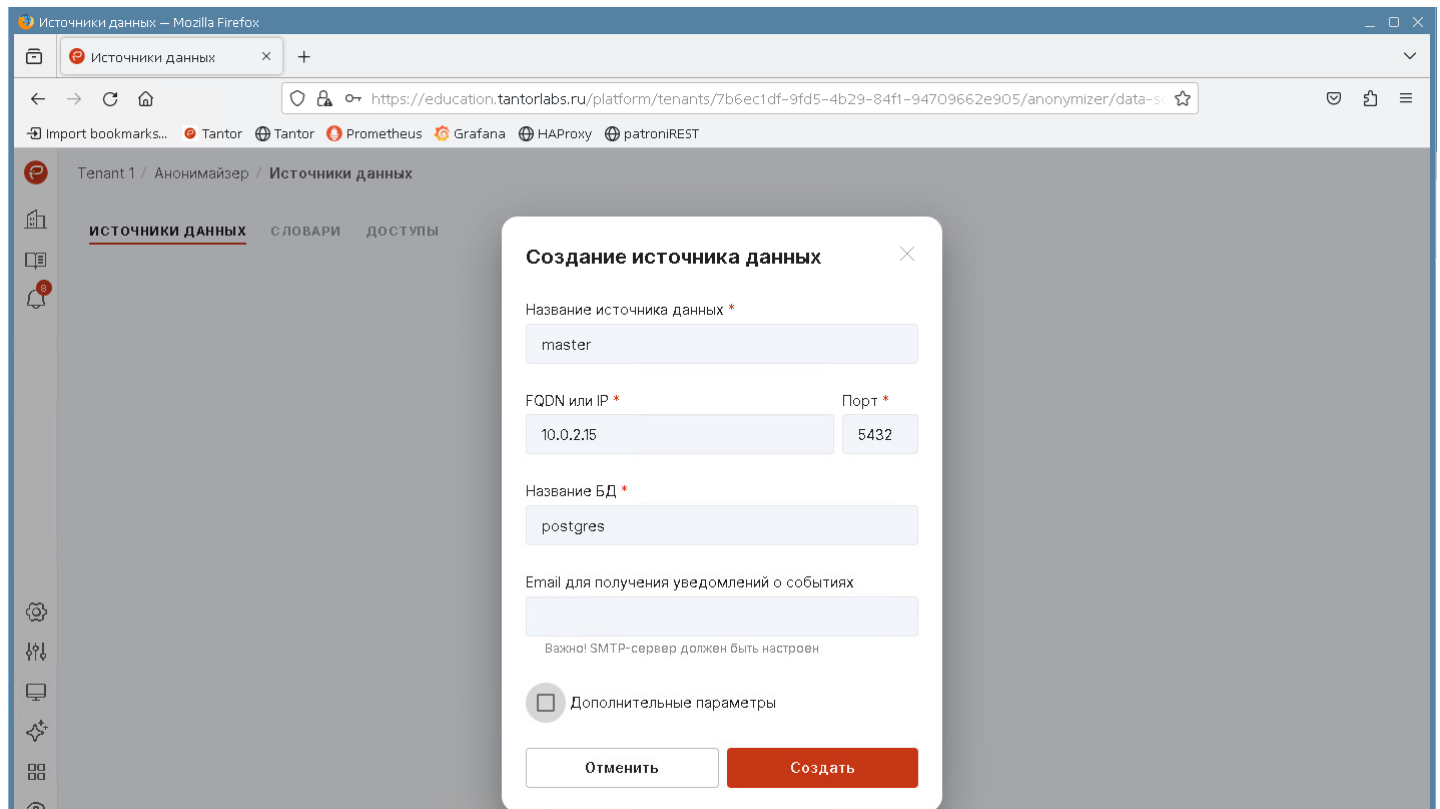 Источники данных — Mozilla Firefox
Источники данных
https://education.tantorlabs.ru/platform/tenants/7b6ec1df-9fd5-4b29-84f1-94709662e905/anonymizer/data-so
Import bookmarks... Tantor Tantor Prometheus Grafana HAProxy patroniREST
Tenant 1 / Анонимайзер / Источники данных
ИСТОЧНИКИ ДАННЫХ СЛОВАРИ ДОСТУПЫ
8
Создание источника данных
Название источника данных *
master
FQDN или IP * Порт *
10.0.2.15 5432
Название БД *
postgres
Email для получения уведомлений о событиях
Важно! SMTP-сервер должен быть настроен
Дополнительные параметры
Отменить Создать